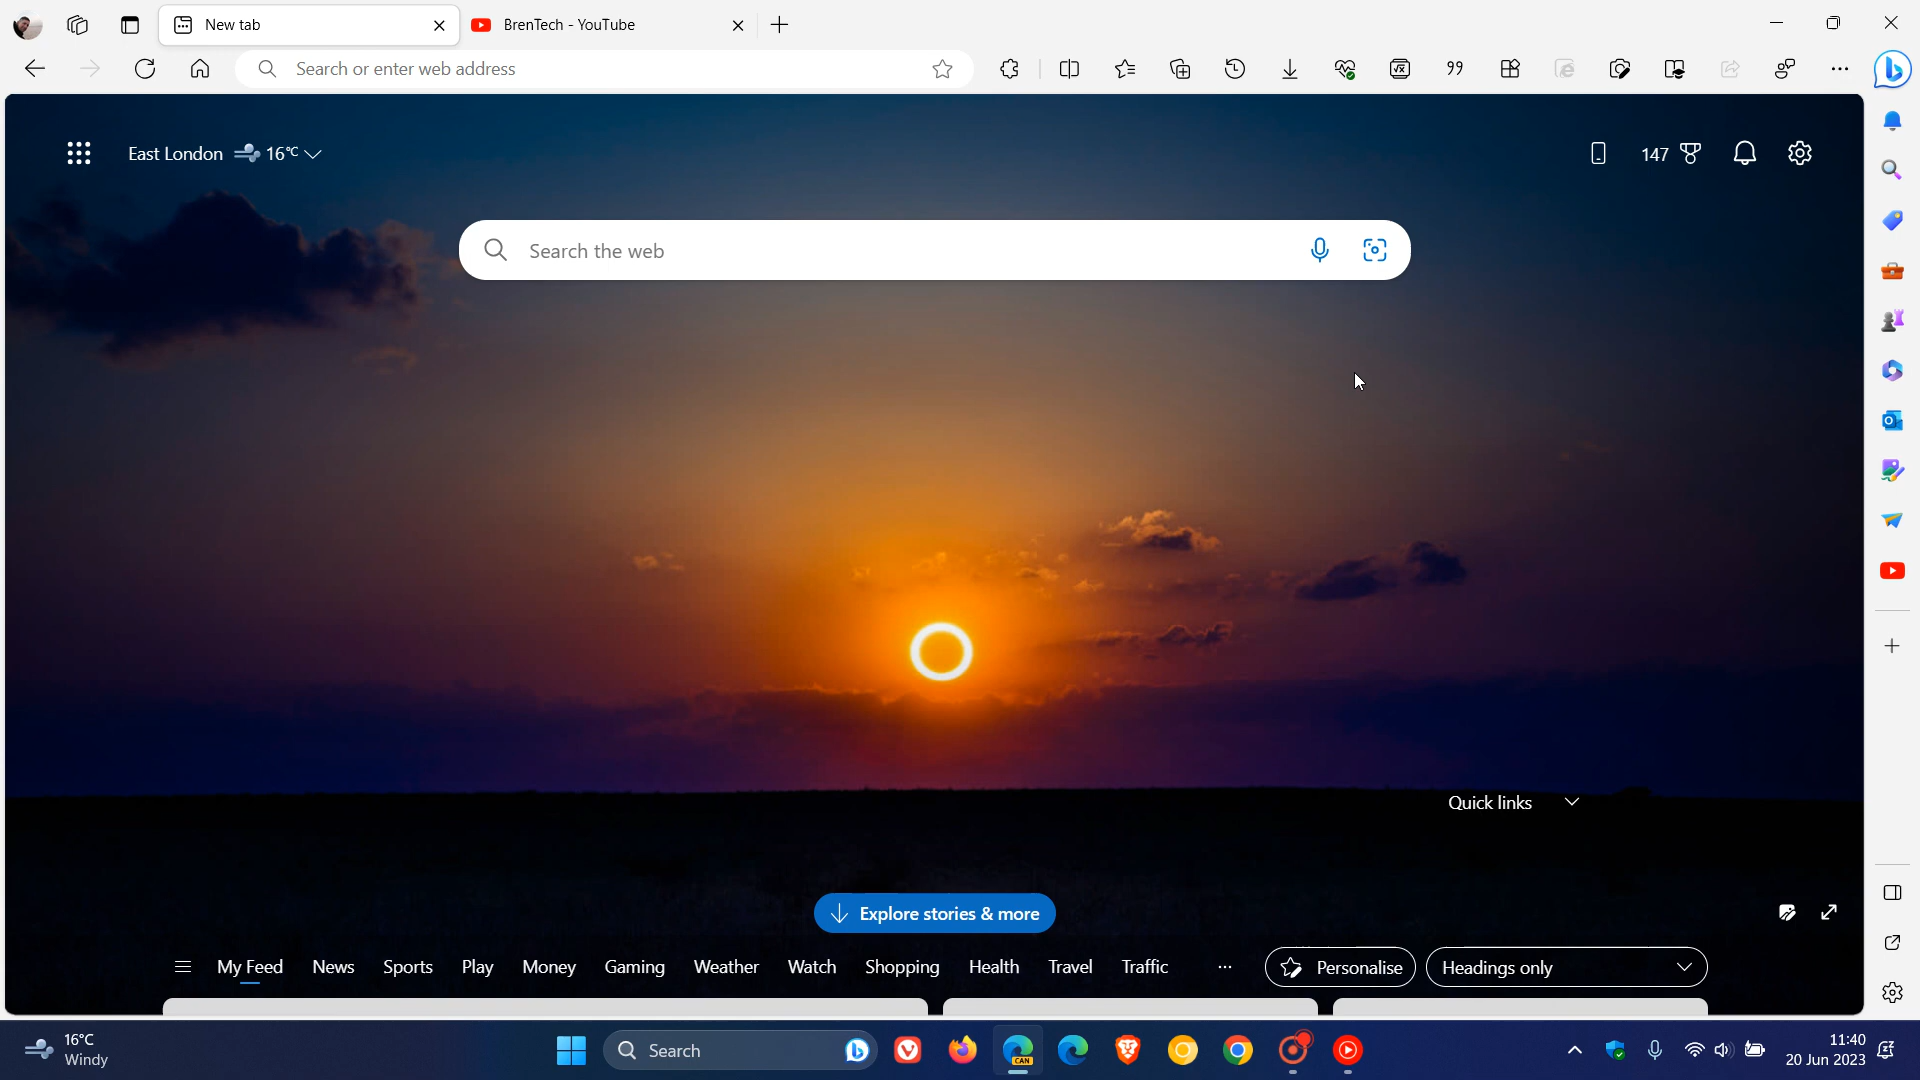 New tab
BrenTech - YouTube
Search or enter web address
East London 16°C
147
Search the web
Quick links
Explore stories & more
My Feed News Sports Play Money Gaming Weather Watch Shopping Health Travel Traffic ... Personalise Headings only
16°C
Windy
Search
CAN
11:40
20 Jun 2023